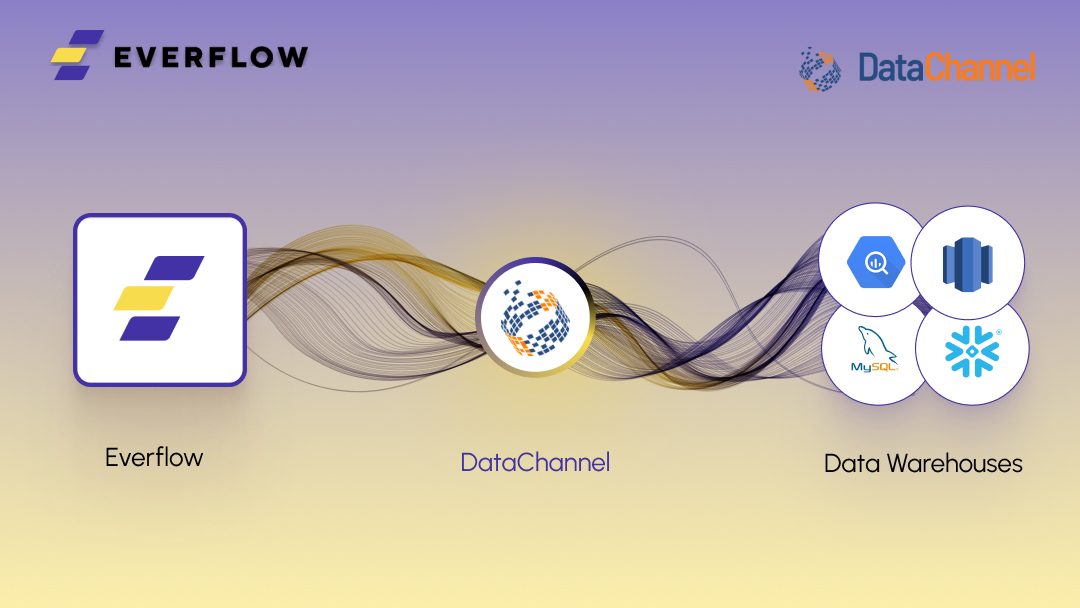 EVERFLOW
DataChannel
MySQL
®
Everflow
DataChannel
Data Warehouses